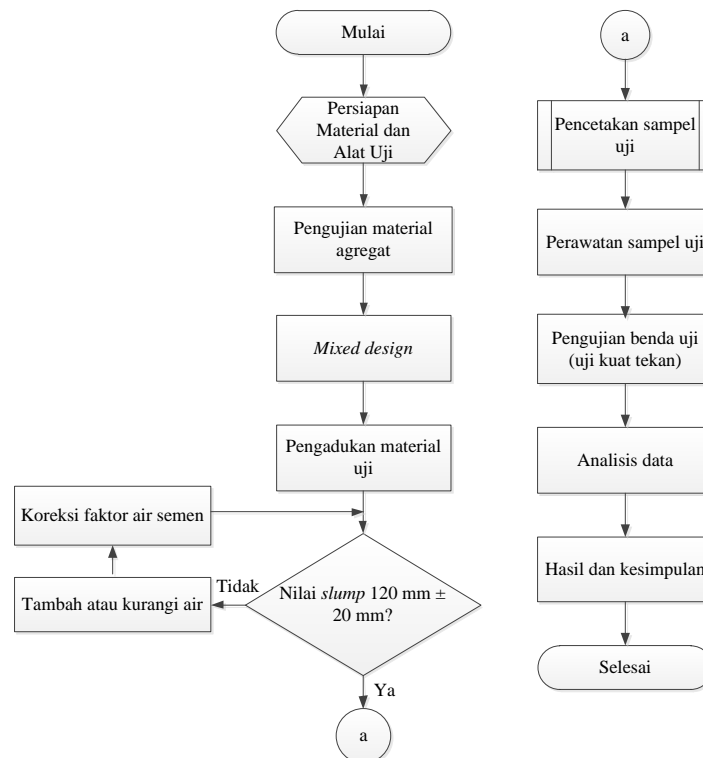 Mulai
Persiapan
Material dan
Alat Uji
Pengujian material
agregat
Mixed design
Pengadukan material
uji
Koreksi faktor air semen
Tambah atau kurangi air
Tidak
Nilai slump 120 mm ±
20 mm?
Ya
a
a
Pencetakan sampel
uji
Perawatan sampel uji
Pengujian benda uji
(uji kuat tekan)
Analisis data
Hasil dan kesimpulan
Selesai